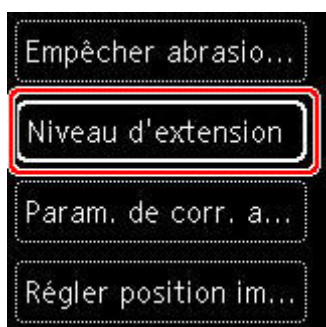 Empêcher abrasio...
Niveau d'extension
Param. de corr. a...
Régler position im...